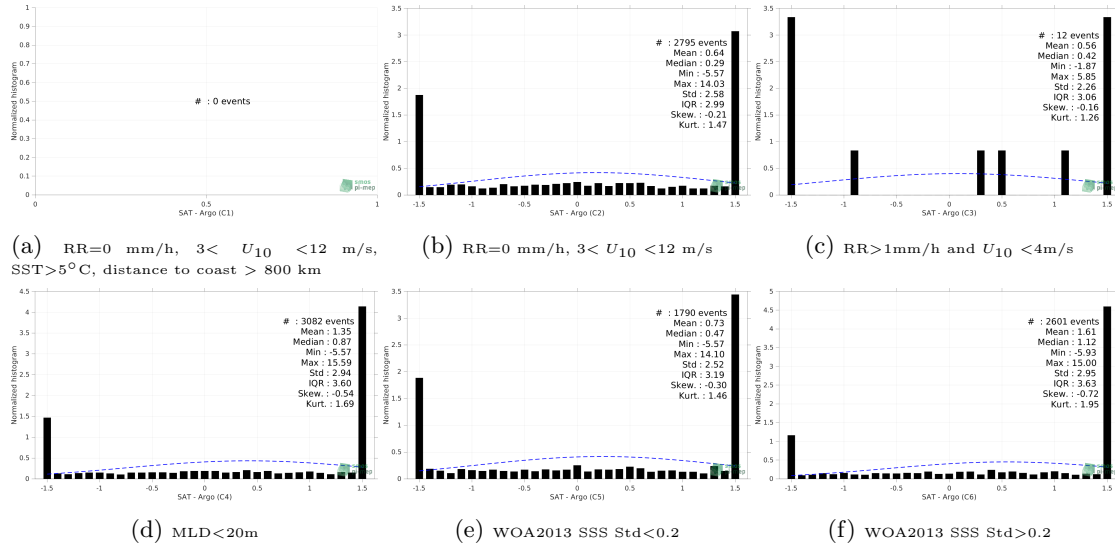 1
0.9
0.8
0.7
0.6
0.5
0.4
0.3
0.2
0.1
0
Normalized histogram
# : 0 events
smos
pi-mep
0 0.5 1
SAT - Argo (C1)
3.5
3
2.5
2
1.5
1
0.5
0
Normalized histogram
# : 2795 events
Mean : 0.64
Median : 0.29
Min : -5.57
Max : 14.03
Std : 2.58
IQR : 2.99
Skew. : -0.21
Kurt. : 1.47
pi-mep
-1.5 -1 -0.5 0 0.5 1 1.5
SAT - Argo (C2)
3.5
3
2.5
2
1.5
1
0.5
0
Normalized histogram
# : 12 events
Mean : 0.56
Median : 0.42
Min : -1.87
Max : 5.85
Std : 2.26
IQR : 3.06
Skew. : -0.16
Kurt. : 1.26
pi-mep
-1.5 -1 -0.5 0 0.5 1 1.5
SAT - Argo (C3)
(a) RR=0 mm/h, 3< U10 <12 m/s,
SST>5°C, distance to coast > 800 km
(b) RR=0 mm/h, 3< U10 <12 m/s
(c) RR>1mm/h and U10 <4m/s
4.5
4
3.5
3
2.5
2
1.5
1
0.5
0
Normalized histogram
# : 3082 events
Mean : 1.35
Median : 0.87
Min : -5.57
Max : 15.59
Std : 2.94
IQR : 3.60
Skew. : -0.54
Kurt. : 1.69
pi-mep
-1.5 -1 -0.5 0 0.5 1 1.5
SAT - Argo (C4)
3.5
3
2.5
2
1.5
1
0.5
0
Normalized histogram
# : 1790 events
Mean : 0.73
Median : 0.47
Min : -5.57
Max : 14.10
Std : 2.52
IQR : 3.19
Skew. : -0.30
Kurt. : 1.46
pi-mep
-1.5 -1 -0.5 0 0.5 1 1.5
SAT - Argo (C5)
5
4.5
4
3.5
3
2.5
2
1.5
1
0.5
0
Normalized histogram
# : 2601 events
Mean : 1.61
Median : 1.12
Min : -5.93
Max : 15.00
Std : 2.95
IQR : 3.63
Skew. : -0.72
Kurt. : 1.95
pi-mep
-1.5 -1 -0.5 0 0.5 1 1.5
SAT - Argo (C6)
(d) MLD<20m
(e) WOA2013 SSS Std<0.2
(f) WOA2013 SSS Std>0.2